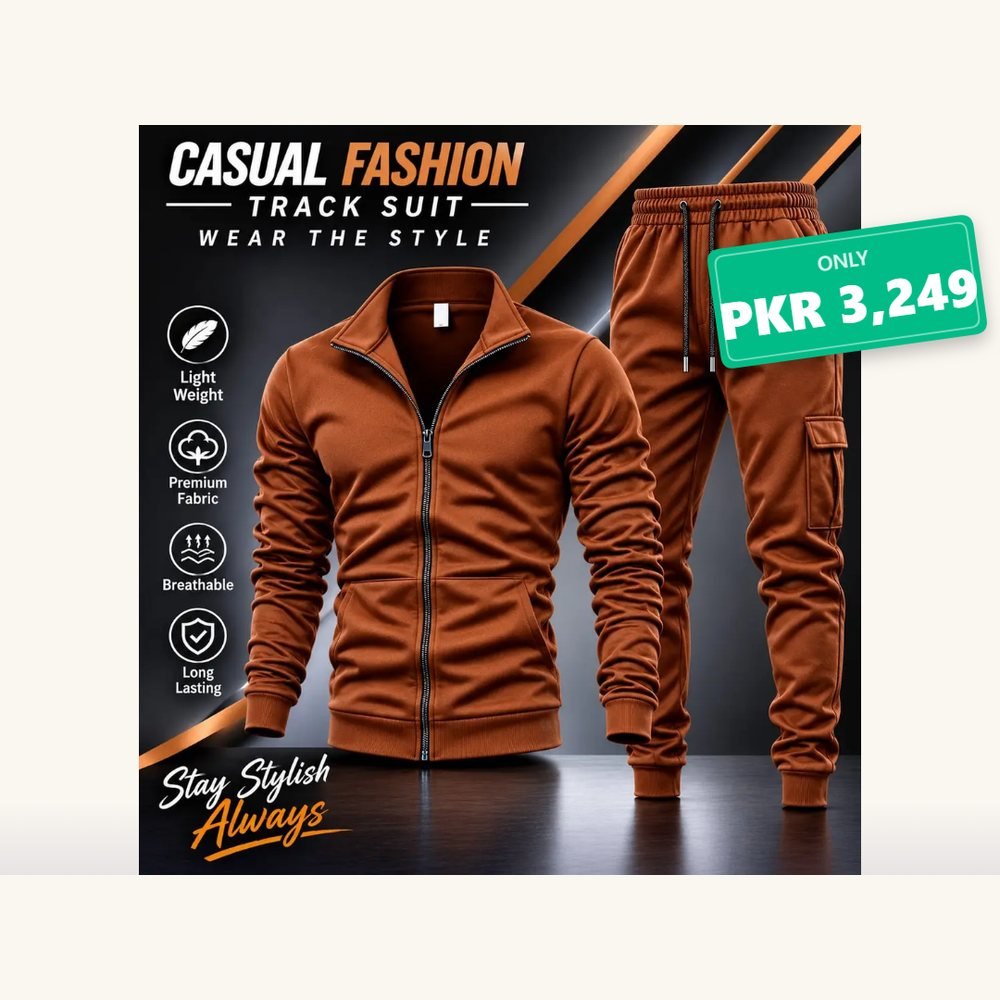 CASUAL FASHION
TRACK SUIT
WEAR THE STYLE
ONLY
PKR 3,249
Light
Weight
Premium
Fabric
Breathable
Long
Lasting
Stay Stylish
Always